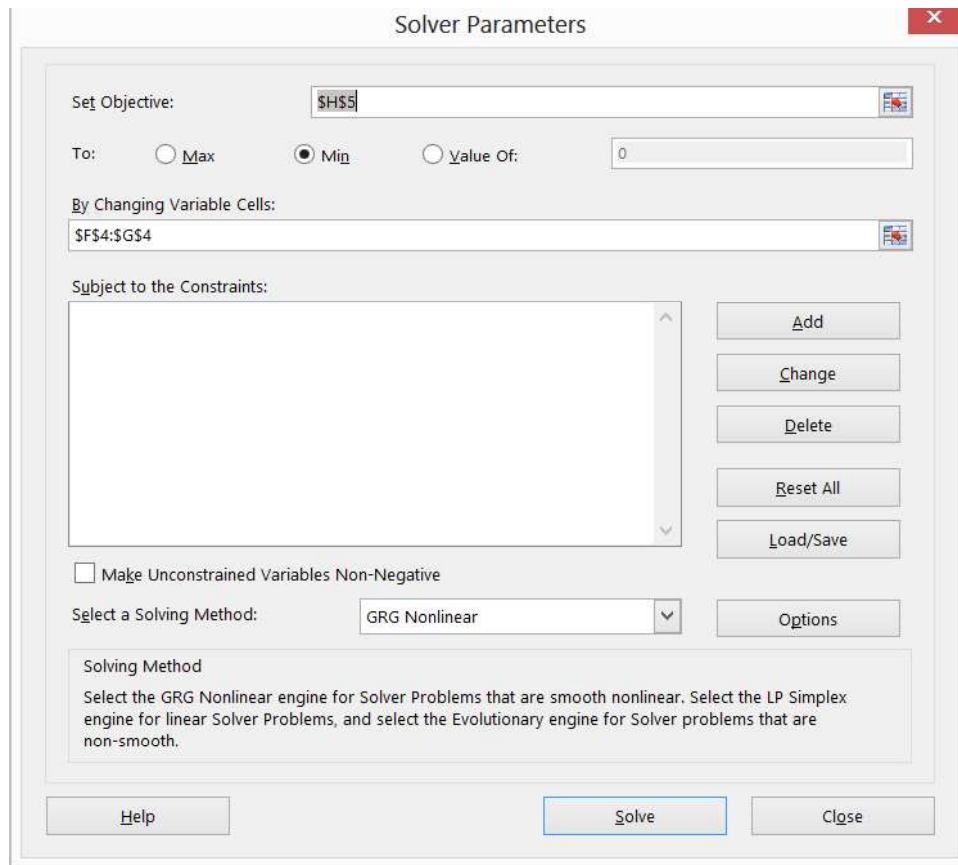 Solver Parameters
Set Objective: $H$5
To: Max Min Value Of: 0
By Changing Variable Cells:
$F$4:$G$4
Subject to the Constraints:
Add
Change
Delete
Reset All
Load/Save
Make Unconstrained Variables Non-Negative
Select a Solving Method: GRG Nonlinear Options
Solving Method
Select the GRG Nonlinear engine for Solver Problems that are smooth nonlinear. Select the LP Simplex
engine for linear Solver Problems, and select the Evolutionary engine for Solver problems that are
non-smooth.
Help Solve Close